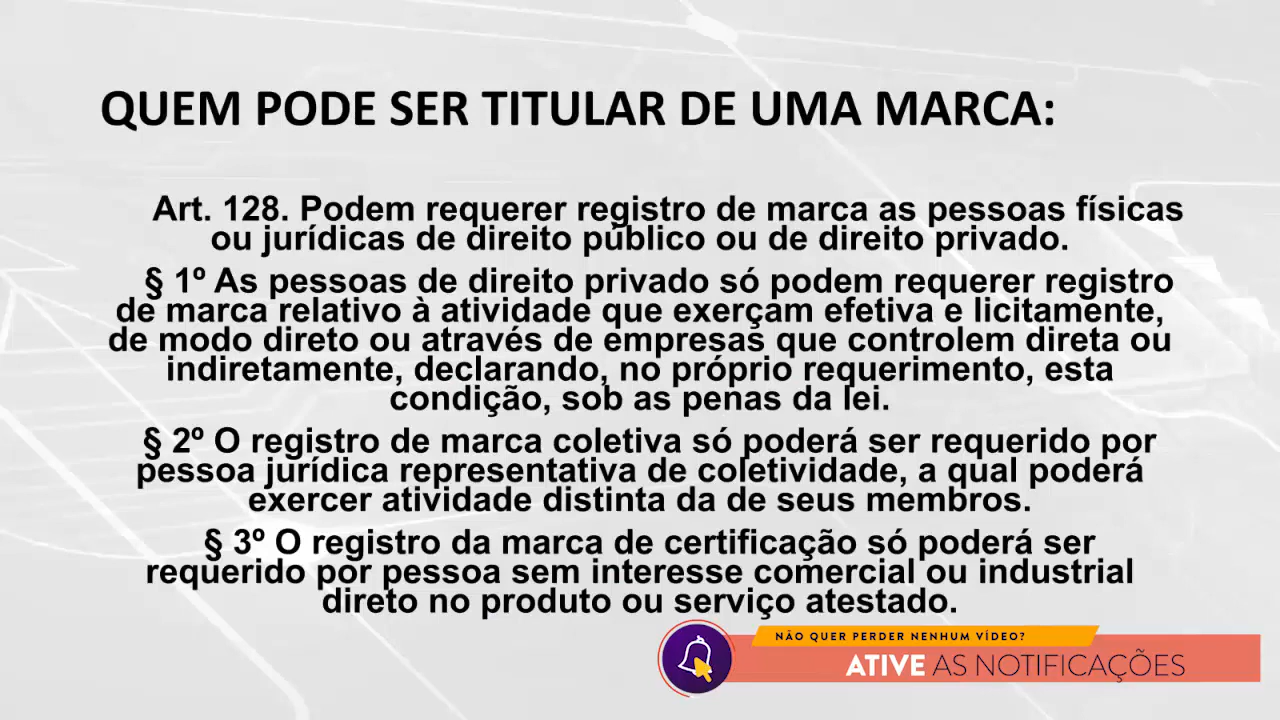 QUEM PODE SER TITULAR DE UMA MARCA:
Art. 128. Podem requerer registro de marca as pessoas físicas
ou jurídicas de direito público ou de direito privado.
§ 1º As pessoas de direito privado só podem requerer registro
de marca relativo à atividade que exerçam efetiva e licitamente,
de modo direto ou através de empresas que controlem direta ou
indiretamente, declarando, no próprio requerimento, esta
condição, sob as penas da lei.
§ 2º O registro de marca coletiva só poderá ser requerido por
pessoa jurídica representativa de coletividade, a qual poderá
exercer atividade distinta da de seus membros.
§ 3º O registro da marca de certificação só poderá ser
requerido por pessoa sem interesse comercial ou industrial
direto no produto ou serviço atestado.
NÃO QUER PERDER NENHUM VÍDEO?
ATIVE AS NOTIFICAÇÕES